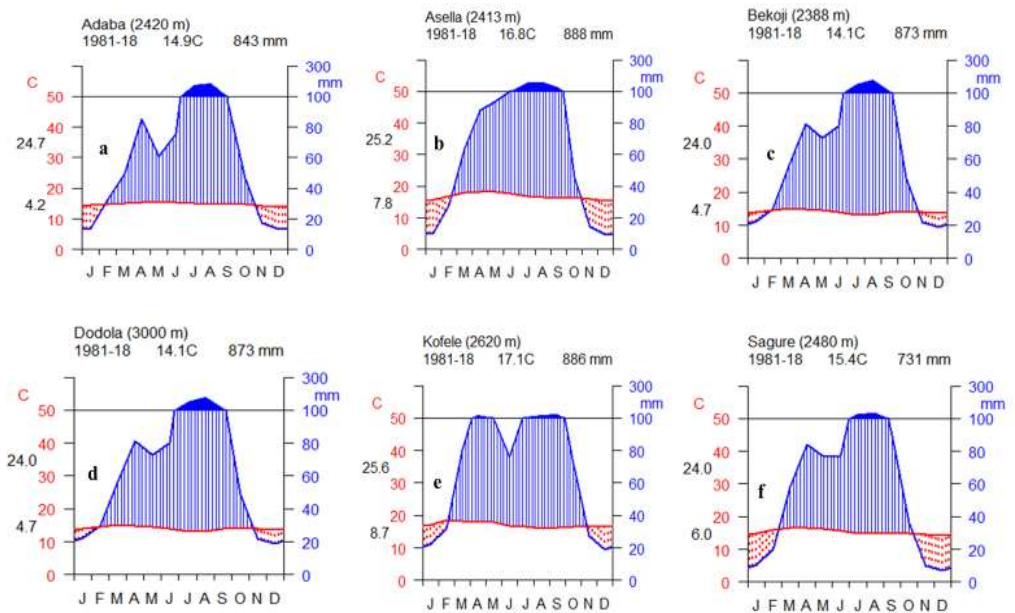 Adaba (2420 m)
1981-18 14.9C 843 mm
C
300
mm
50
100
40
80
24.7
a
30
60
20
40
4.2
10
20
0
0
J F M A M J J A S O N D
Asella (2413 m)
1981-18 16.8C 888 mm
C
300
mm
50
100
40
80
25.2
b
30
60
20
40
7.8
10
20
0
0
J F M A M J J A S O N D
Bekoji (2388 m)
1981-18 14.1C 873 mm
C
300
mm
50
100
40
80
24.0
c
30
60
20
40
4.7
10
20
0
0
J F M A M J J A S O N D
Dodola (3000 m)
1981-18 14.1C 873 mm
C
300
mm
50
100
40
80
24.0
d
30
60
20
40
4.7
10
20
0
0
J F M A M J J A S O N D
Kofele (2620 m)
1981-18 17.1C 886 mm
C
300
mm
50
100
40
80
25.6
e
30
60
20
40
8.7
10
20
0
0
J F M A M J J A S O N D
Sagure (2480 m)
1981-18 15.4C 731 mm
C
300
mm
50
100
40
80
24.0
f
30
60
20
40
6.0
10
20
0
0
J F M A M J J A S O N D